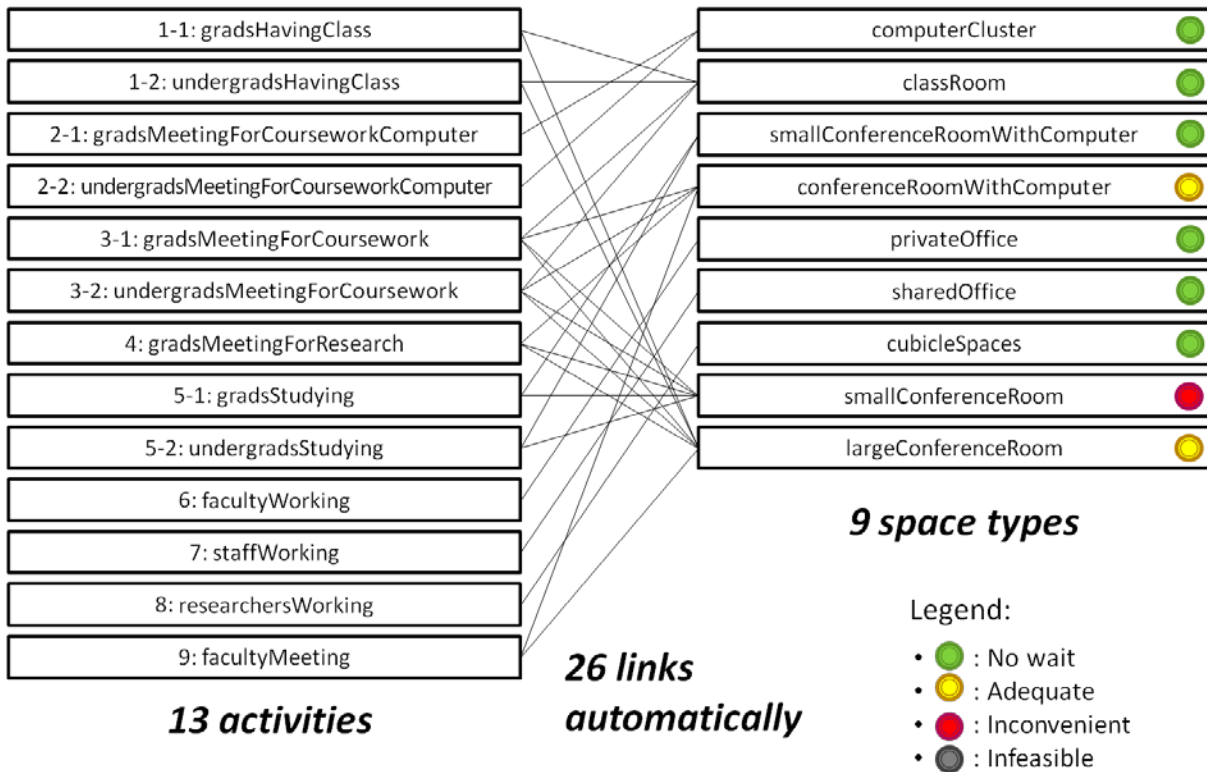 1-1: gradsHavingClass
1-2: undergradsHavingClass
2-1: gradsMeetingForCourseworkComputer
2-2: undergradsMeetingForCourseworkComputer
3-1: gradsMeetingForCoursework
3-2: undergradsMeetingForCoursework
4: gradsMeetingForResearch
5-1: gradsStudying
5-2: undergradsStudying
6: facultyWorking
7: staffWorking
8: researchersWorking
9: facultyMeeting
13 activities
26 links
automatically
computerCluster
classRoom
smallConferenceRoomWithComputer
conferenceRoomWithComputer
privateOffice
sharedOffice
cubicleSpaces
smallConferenceRoom
largeConferenceRoom
9 space types
Legend:
• : No wait
• : Adequate
• : Inconvenient
• : Infeasible